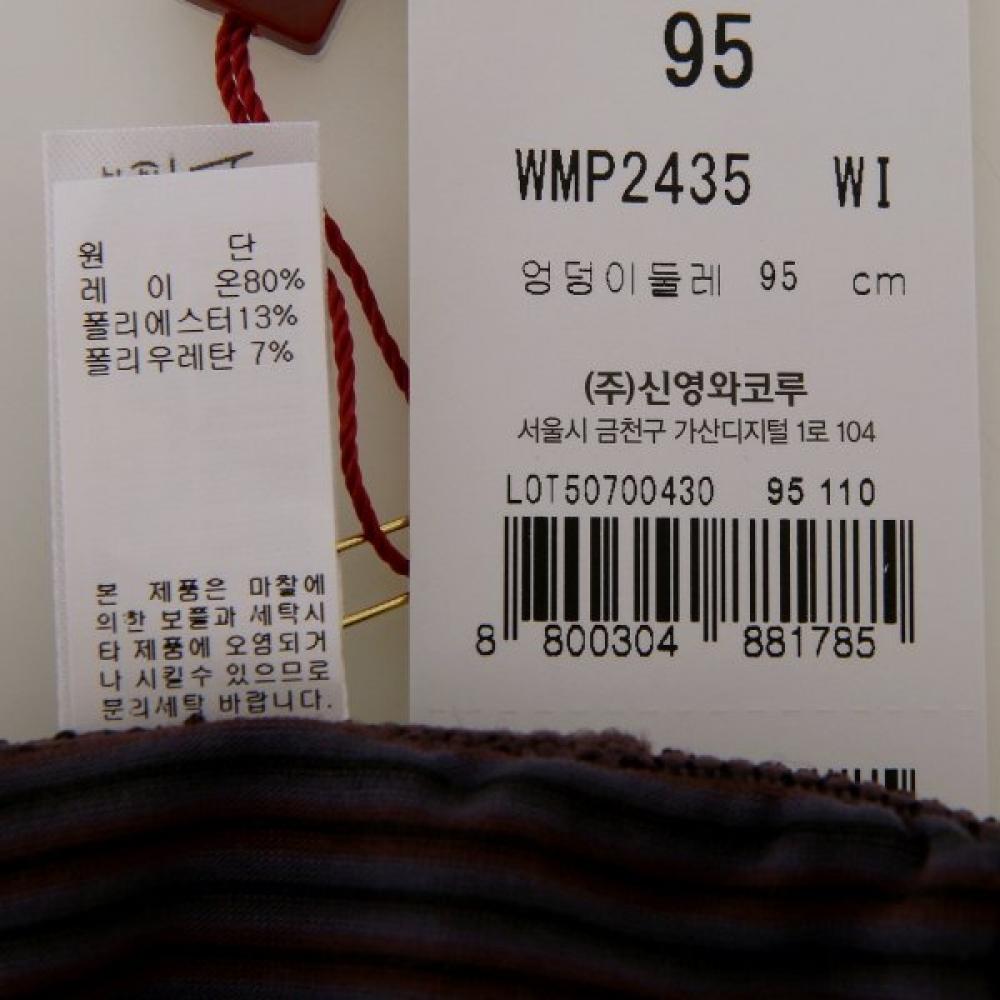 원 단
레 이 온80%
폴리에스터13%
폴리우레탄 7%
본 제품은 마찰에
의한 보풀과 세탁시
타 제품에 오염되거
나 시킬수 있으므로
분리세탁 바랍니다.
95
WMP2435 WI
엉덩이둘레 95 cm
(주)신영와코루
서울시 금천구 가산디지털 1로 104
LOT50700430 95 110
8 800304 881785